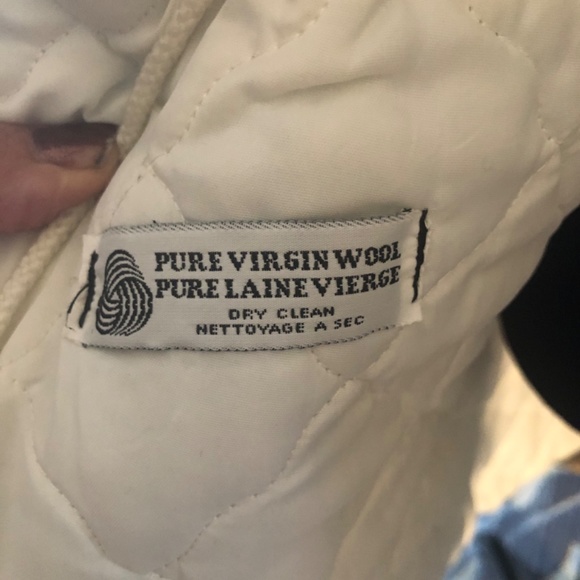 PURE VIRGIN WOOL
PURE LAINE VIERGE
DRY CLEAN
NETTOYAGE A SEC